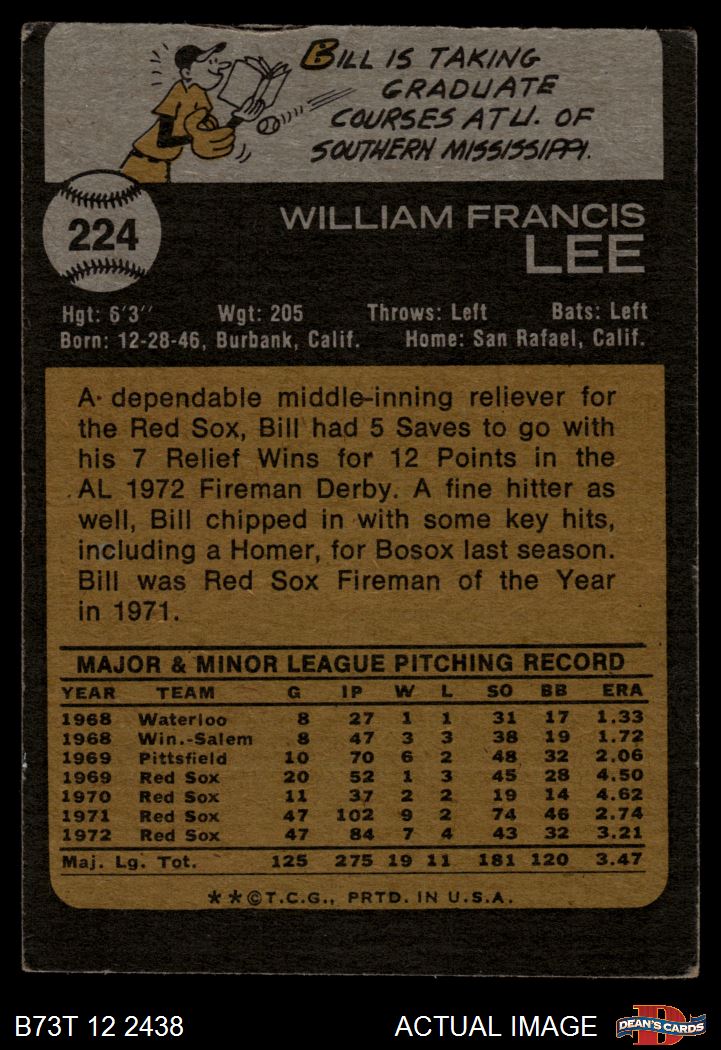 BILL IS TAKING
GRADUATE
COURSES AT U. OF
SOUTHERN MISSISSIPPI.
224
WILLIAM FRANCIS
LEE
Hgt: 6'3" Wgt: 205 Throws: Left Bats: Left
Born: 12-28-46, Burbank, Calif. Home: San Rafael, Calif.
A dependable middle-inning reliever for
the Red Sox, Bill had 5 Saves to go with
his 7 Relief Wins for 12 Points in the
AL 1972 Fireman Derby. A fine hitter as
well, Bill chipped in with some key hits,
including a Homer, for Bosox last season.
Bill was Red Sox Fireman of the Year
in 1971.
MAJOR & MINOR LEAGUE PITCHING RECORD
YEAR TEAM G IP W L SO BB ERA
1968 Waterloo 8 27 1 1 31 17 1.33
1968 Win.-Salem 8 47 3 3 38 19 1.72
1969 Pittsfield 10 70 6 2 48 32 2.06
1969 Red Sox 20 52 1 3 45 28 4.50
1970 Red Sox 11 37 2 2 19 14 4.62
1971 Red Sox 47 102 9 2 74 46 2.74
1972 Red Sox 47 84 7 4 43 32 3.21
Maj. Lg. Tot. 125 275 19 11 181 120 3.47
**©T.C.G., PRTD. IN U.S.A.
B73T 12 2438 ACTUAL IMAGE D DEAN'S CARDS